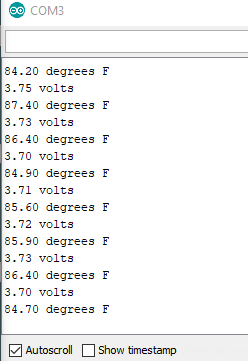 COM3
84.20 degrees F
3.75 volts
87.40 degrees F
3.73 volts
86.40 degrees F
3.70 volts
84.90 degrees F
3.71 volts
85.60 degrees F
3.72 volts
85.90 degrees F
3.73 volts
86.40 degrees F
3.70 volts
84.70 degrees F
Autoscroll Show timestamp